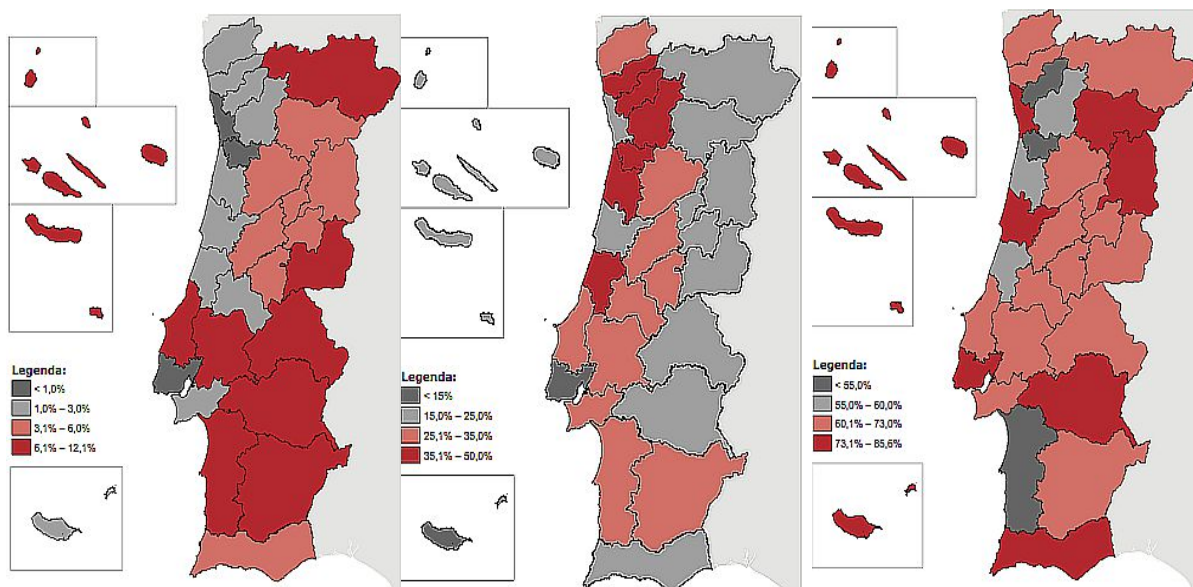 Legenda:
< 1,0%
1,0% – 3,0%
3,1% – 6,0%
6,1% – 12,1%
Legenda:
< 15%
15,0% – 25,0%
25,1% – 35,0%
35,1% – 50,0%
Legenda:
< 55,0%
55,0% – 60,0%
60,1% – 73,0%
73,1% – 85,6%